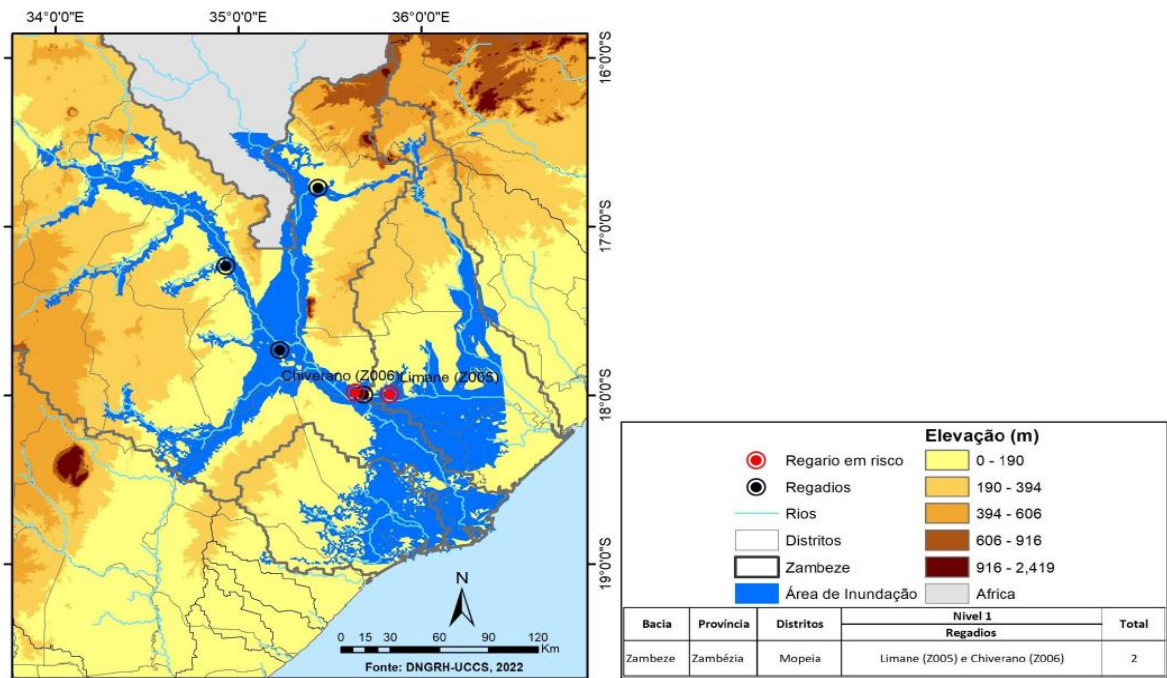 34°0'0"E 35°0'0"E 36°0'0"E
16°0'0"S
17°0'0"S
Chiverano (Z006) Limane (Z005)
18°0'0"S
19°0'0"S
N
0 15 30 60 90 120
Km
Fonte: DNGRH-UCCS, 2022
Regario em risco
Regadios
Rios
Distritos
Zambeze
Área de Inundação
Elevação (m)
0 - 190
190 - 394
394 - 606
606 - 916
916 - 2,419
Africa
Bacia Província Distritos Nivel 1 Total
Regadios
Zambeze Zambézia Mopeia Limane (Z005) e Chiverano (Z006) 2